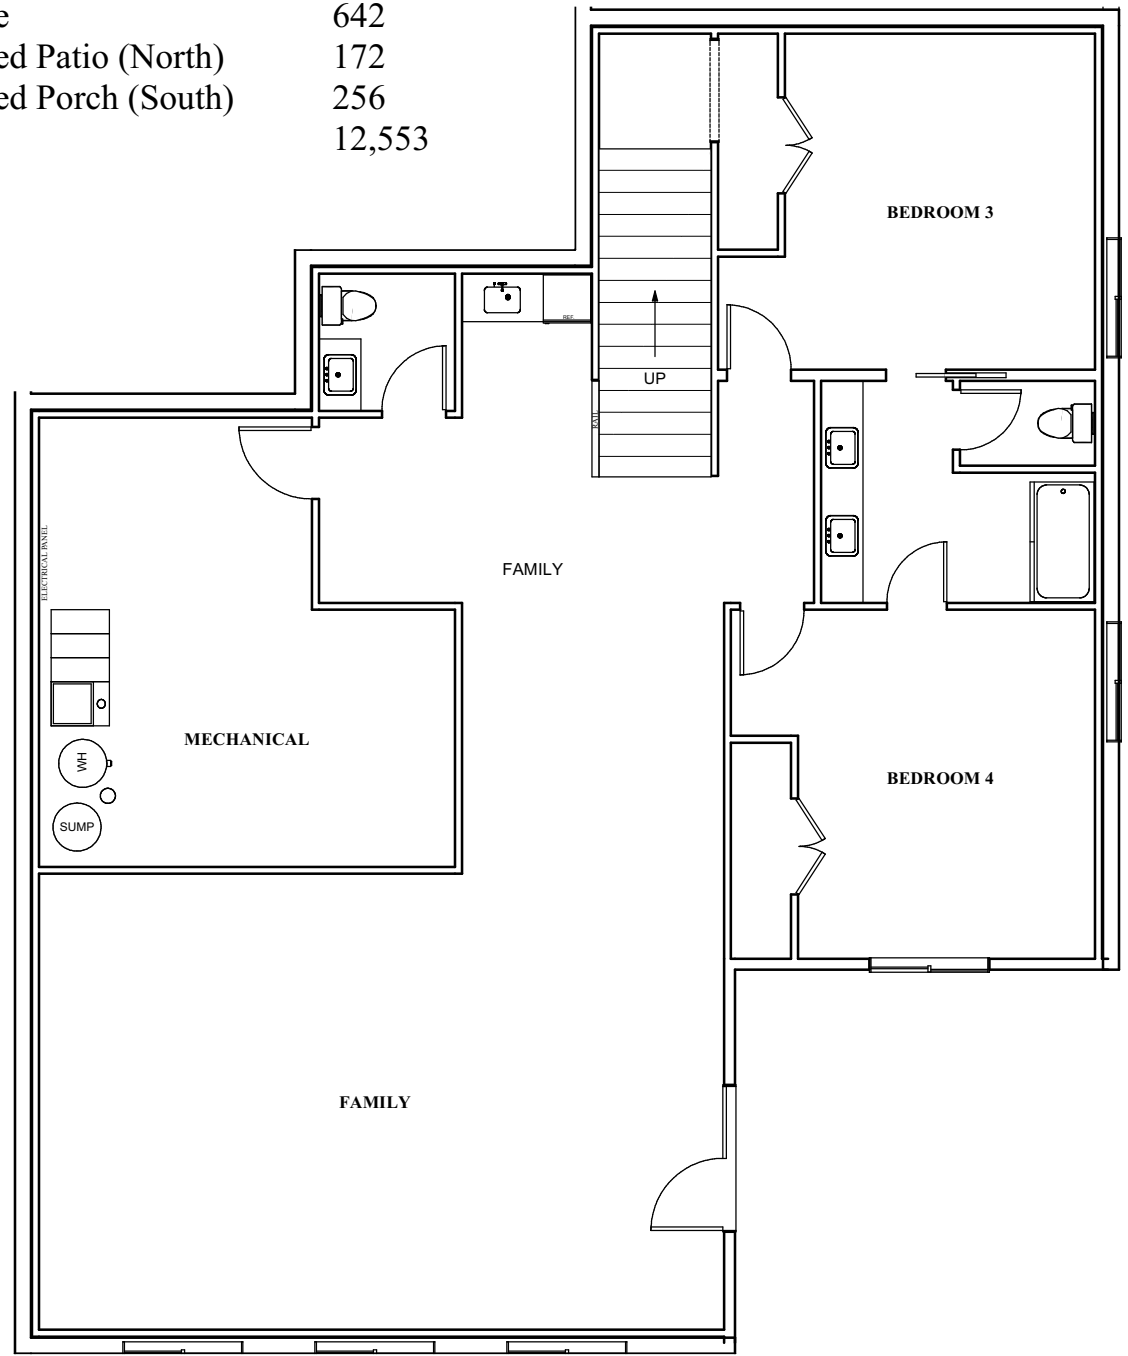 e 642
ed Patio (North) 172
ed Porch (South) 256
12,553
BEDROOM 3
REF.
UP
RAIL
ELECTRICAL PANEL
FAMILY
MECHANICAL
WH
BEDROOM 4
SUMP
FAMILY